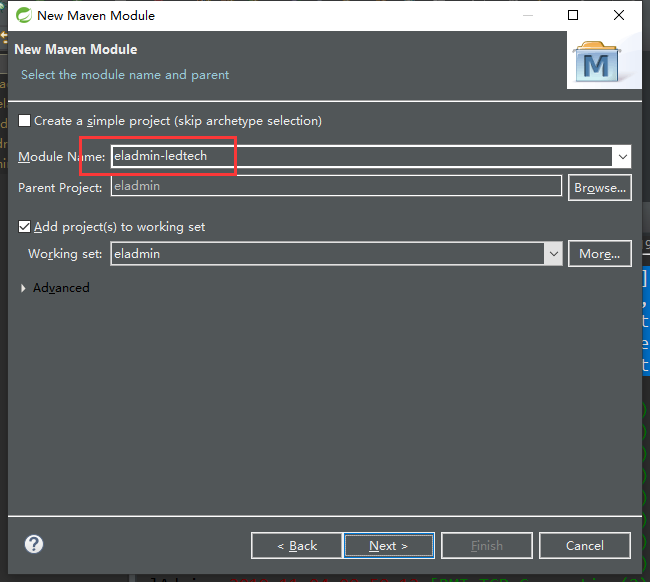 New Maven Module
New Maven Module
Select the module name and parent
M
Create a simple project (skip archetype selection)
Module Name: eladmin-ledtech
Parent Project: eladmin Browse...
Add project(s) to working set
Working set: eladmin More...
Advanced
? < Back Next > Finish Cancel